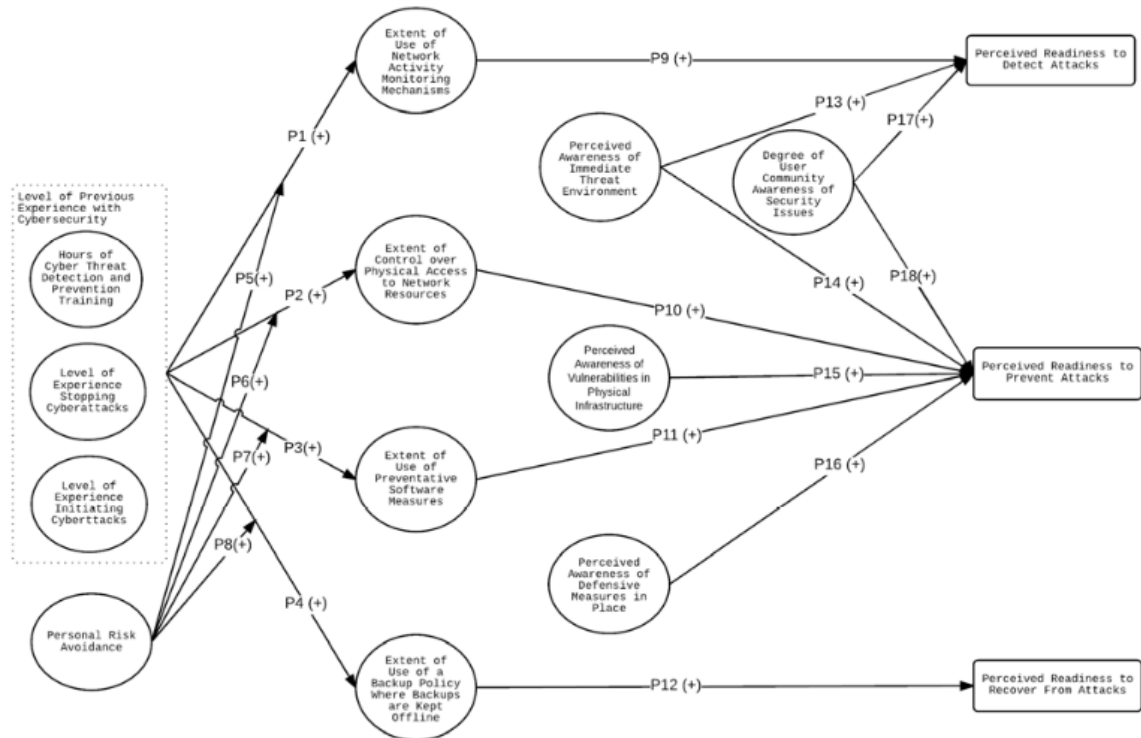 Extent of
Use of
Network
Activity
Monitoring
Mechanisms
P9 (+)
Perceived Readiness to
Detect Attacks
P13 (+)
P17(+)
P1 (+)
Perceived
Awareness of
Immediate
Threat
Environment
Degree of
User
Community
Awareness of
Security
Issues
Level of Previous
Experience with
Cybersecurity
Hours of
Cyber Threat
Detection and
Prevention
Training
Extent of
Control over
Physical Access
to Network
Resources
P5(+)
P2 (+)
P14 (+)
P18(+)
P10 (+)
Level of
Experience
Stopping
Cyberattacks
P6(+)
Perceived
Awareness of
Vulnerabilities in
Physical
Infrastructure
P15 (+)
Perceived Readiness to
Prevent Attacks
P11 (+)
P3(+)
P7(+)
Extent of
Use of
Preventative
Software
Measures
P16 (+)
Level of
Experience
Initiating
Cyberttacks
P8(+)
Perceived
Awareness of
Defensive
Measures in
Place
P4 (+)
Personal Risk
Avoidance
Extent of
Use of a
Backup Policy
Where Backups
are Kept
Offline
P12 (+)
Perceived Readiness to
Recover From Attacks